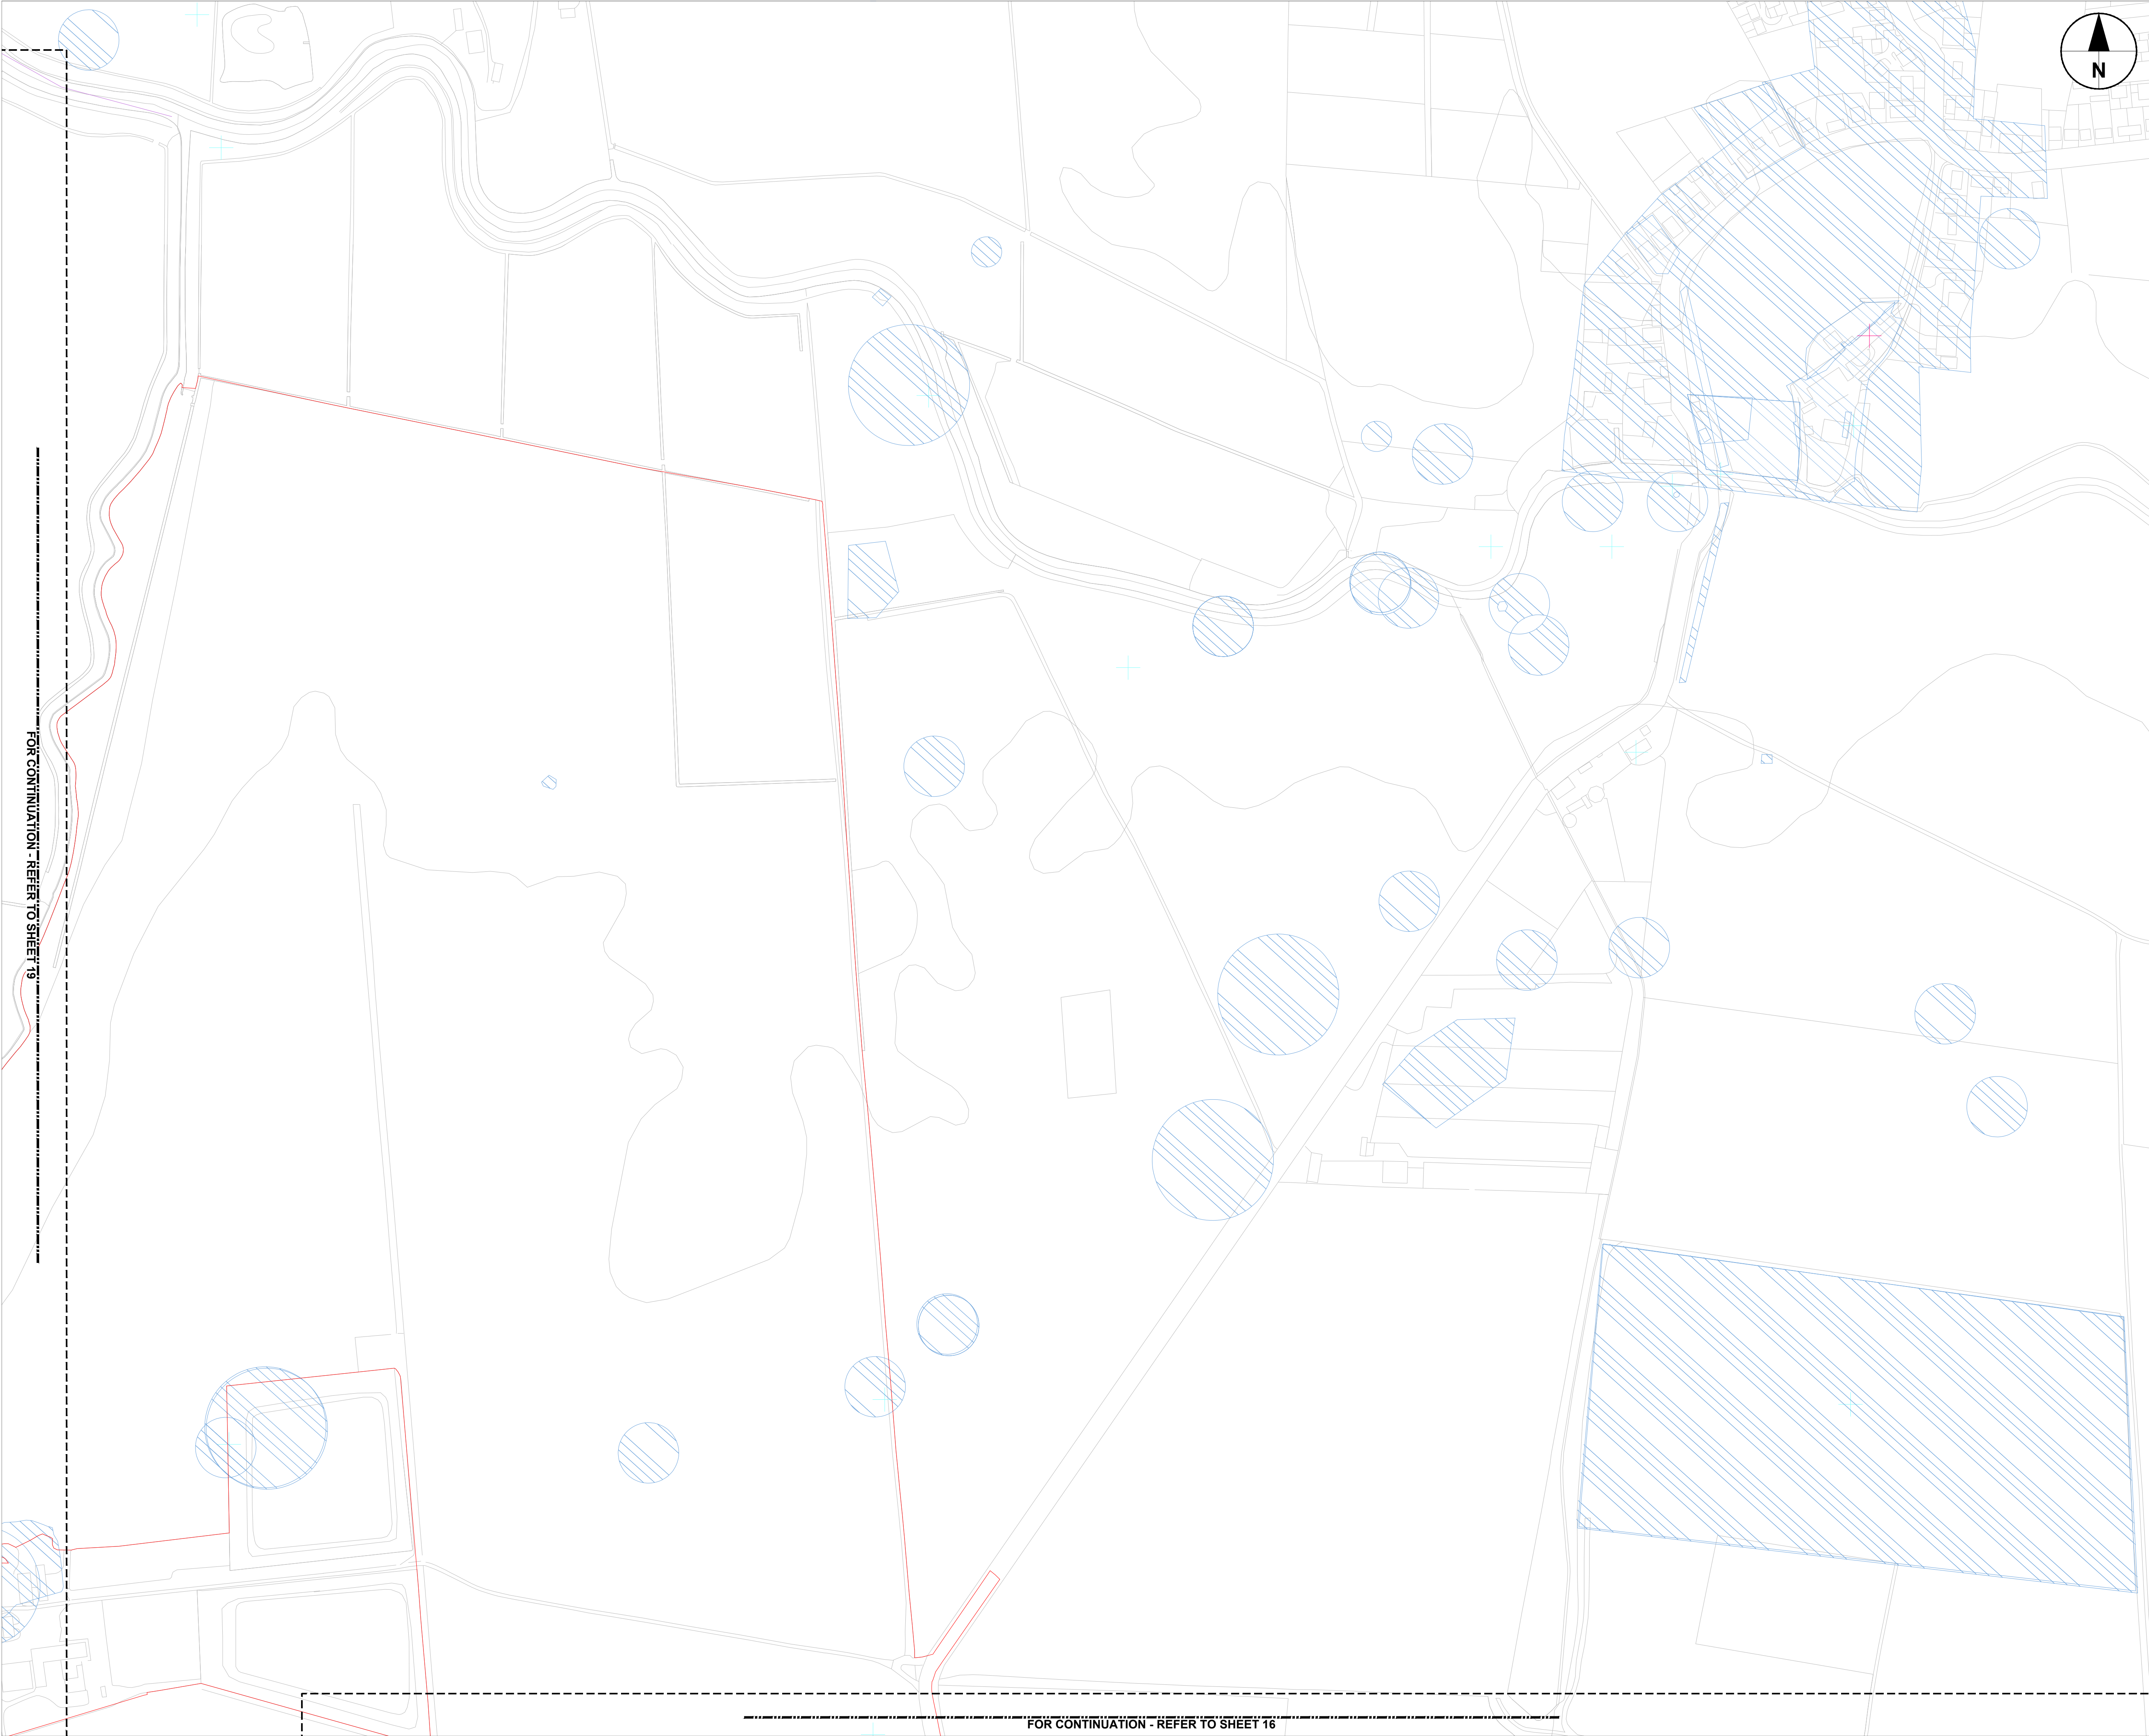 N
FOR CONTINUATION - REFER TO SHEET 19
FOR CONTINUATION - REFER TO SHEET 16